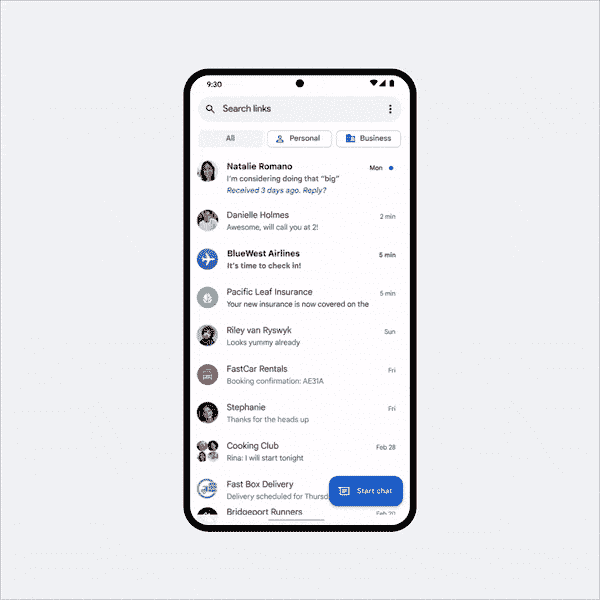 9:30
Search links
All
Personal
Business
Natalie Romano
Mon
I'm considering doing that "big"
Received 3 days ago. Reply?
Danielle Holmes
2 min
Awesome, will call you at 2!
BlueWest Airlines
5 min
It's time to check in!
Pacific Leaf Insurance
5 min
Your new insurance is now covered on the
Riley van Ryswyk
Sun
Looks yummy already
FastCar Rentals
Fri
Booking confirmation: AE31A
Stephanie
Fri
Thanks for the heads up
Cooking Club
Feb 28
Rina: I will start tonight
Fast Box Delivery
Delivery scheduled for Thursd
Start chat
Bridgeport Runners
Feb